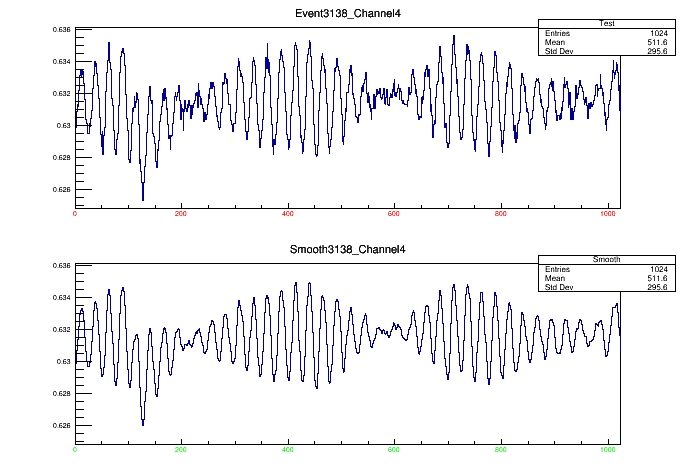 Event3138_Channel4
Test
Entries 1024
Mean 511.6
Std Dev 295.6
0.636
0.634
0.632
0.63
0.628
0.626
0 200 400 600 800 1000
Smooth3138_Channel4
Smooth
Entries 1024
Mean 511.6
Std Dev 295.6
0.636
0.634
0.632
0.63
0.628
0.626
0 200 400 600 800 1000